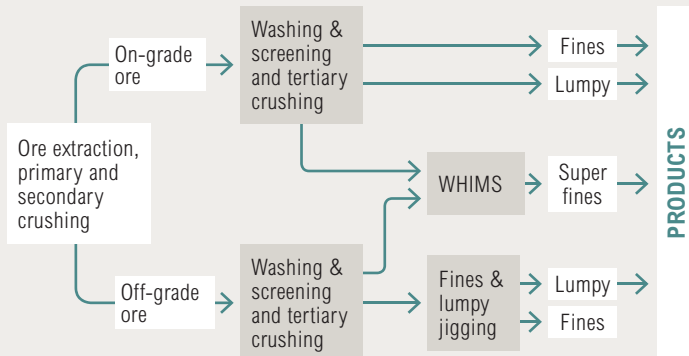 Ore extraction,
primary and
secondary
crushing
On-grade
ore
Washing &
screening
and tertiary
crushing
Fines
Lumpy
WHIMS
Super
fines
Off-grade
ore
Washing &
screening
and tertiary
crushing
Fines &
lumpy
jigging
Lumpy
Fines
PRODUCTS